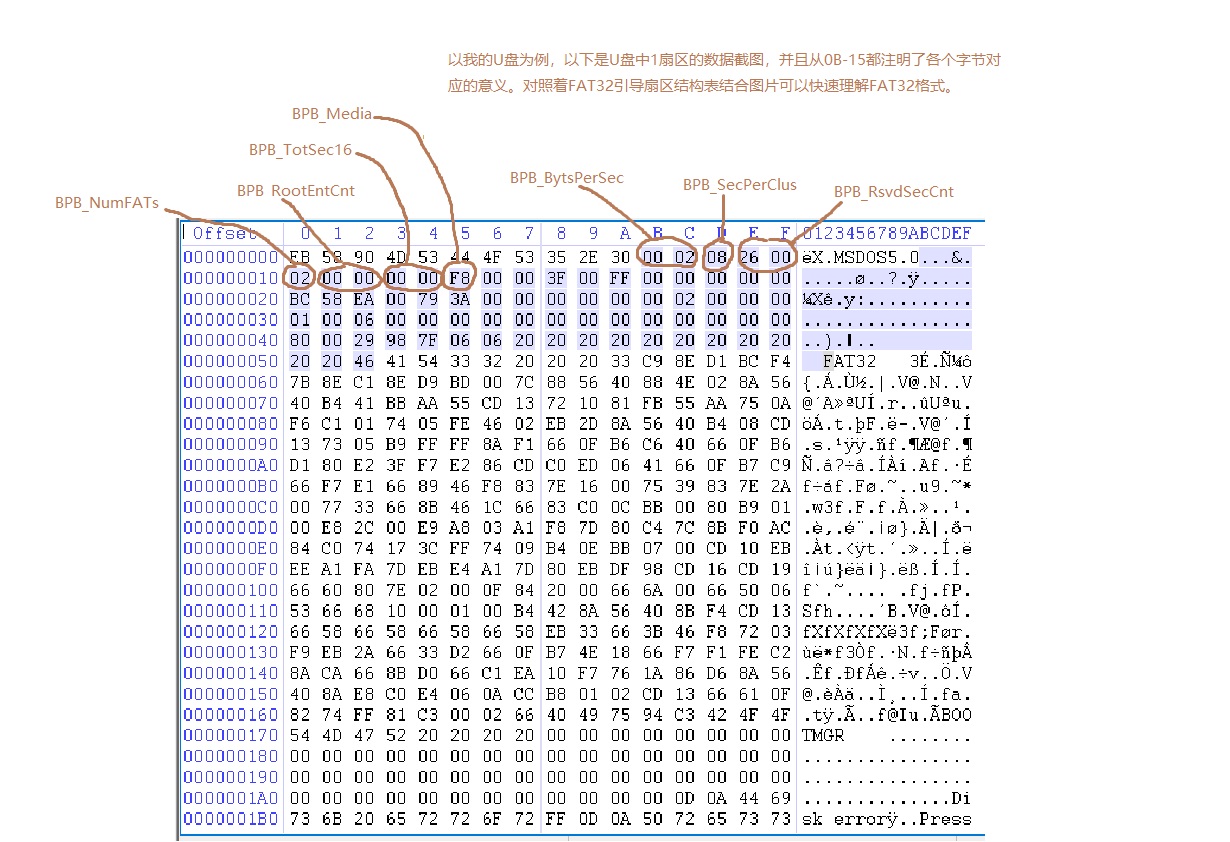 以我的U盘为例，以下是U盘中1扇区的数据截图，并且从0B-15都注明了各个字节对
应的意义。对照着FAT32引导扇区结构表结合图片可以快速理解FAT32格式。
BPB_Media
BPB_TotSec16
BPB_RootEntCnt
BPB_NumFATs
BPB_BytsPerSec
BPB_SecPerClus
BPB_RsvdSecCnt
Offset 0 1 2 3 4 5 6 7 8 9 A B C D E F 0123456789ABCDEF
000000000 EB 58 90 4D 53 44 4F 53 35 2E 30 00 02 08 26 00 ëX.MSDOS5.0...&.
000000010 02 00 00 00 00 F8 00 00 3F 00 FF 00 00 00 00 00 .....ø..?.ÿ.....
000000020 BC 58 EA 00 79 3A 00 00 00 00 00 00 02 00 00 00 ¼Xê.y:..........
000000030 01 00 06 00 00 00 00 00 00 00 00 00 00 00 00 00 ................
000000040 80 00 29 98 7F 06 06 20 20 20 20 20 20 20 20 20 ..).|..
000000050 20 20 46 41 54 33 32 20 20 20 33 C9 8E D1 BC F4 FAT32 3É.Ñ¼ô
000000060 7B 8E C1 8E D9 BD 00 7C 88 56 40 88 4E 02 8A 56 {.Á.Ù½.|.V@.N..V
000000070 40 B4 41 BB AA 55 CD 13 72 10 81 FB 55 AA 75 0A @´A»ªUÍ.r..ûUªu.
000000080 F6 C1 01 74 05 FE 46 02 EB 2D 8A 56 40 B4 08 CD öÁ.t.þF.ë-.V@´.Í
000000090 13 73 05 B9 FF FF 8A F1 66 0F B6 C6 40 66 0F B6 .s.¹ÿÿ.ñf.¶Æ@f.¶
0000000A0 D1 80 E2 3F F7 E2 86 CD C0 ED 06 41 66 0F B7 C9 Ñ.â?÷â.ÍÀí.Af.·É
0000000B0 66 F7 E1 66 89 46 F8 83 7E 16 00 75 39 83 7E 2A f÷áf.Fø.~..u9.~*
0000000C0 00 77 33 66 8B 46 1C 66 83 C0 0C BB 00 80 B9 01 .w3f.F.f.À.»..¹.
0000000D0 00 E8 2C 00 E9 A8 03 A1 F8 7D 80 C4 7C 8B F0 AC .è,.é¨.¡ø}.Ä|.ð¬
0000000E0 84 C0 74 17 3C FF 74 09 B4 0E BB 07 00 CD 10 EB .Àt.<ÿt.´.»..Í.ë
0000000F0 EE A1 FA 7D EB E4 A1 7D 80 EB DF 98 CD 16 CD 19 î¡ú}ëä¡}.ëß.Í.Í.
000000100 66 60 80 7E 02 00 0F 84 20 00 66 6A 00 66 50 06 f`.~.... .fj.fP.
000000110 53 66 68 10 00 01 00 B4 42 8A 56 40 8B F4 CD 13 Sfh....´B.V@.ôÍ.
000000120 66 58 66 58 66 58 66 58 EB 33 66 3B 46 F8 72 03 fXfXfXfXë3f;Før.
000000130 F9 EB 2A 66 33 D2 66 0F B7 4E 18 66 F7 F1 FE C2 ùë*f3Òf.·N.f÷ñþÂ
000000140 8A CA 66 8B D0 66 C1 EA 10 F7 76 1A 86 D6 8A 56 .Êf.ÐfÁê.÷v..Ö.V
000000150 40 8A E8 C0 E4 06 0A CC B8 01 02 CD 13 66 61 0F @.èÀä..Ì¸..Í.fa.
000000160 82 74 FF 81 C3 00 02 66 40 49 75 94 C3 42 4F 4F .tÿ.Ã..f@Iu.ÃBOO
000000170 54 4D 47 52 20 20 20 20 00 00 00 00 00 00 00 00 TMGR ........
000000180 00 00 00 00 00 00 00 00 00 00 00 00 00 00 00 00 ................
000000190 00 00 00 00 00 00 00 00 00 00 00 00 00 00 00 00 ................
0000001A0 00 00 00 00 00 00 00 00 00 00 00 00 0D 0A 44 69 ..............Di
0000001B0 73 6B 20 65 72 72 6F 72 FF 0D 0A 50 72 65 73 73 sk errorÿ..Press